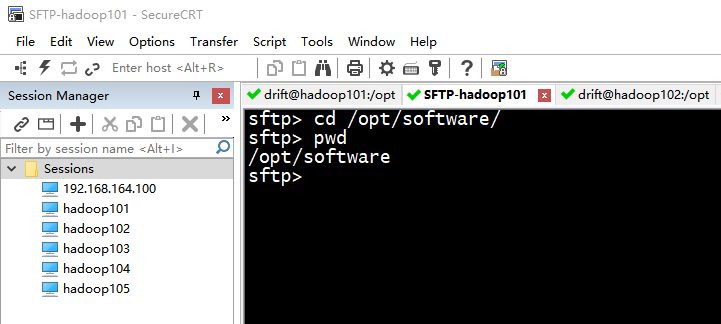 SFTP-hadoop101 - SecureCRT
File Edit View Options Transfer Script Tools Window Help
Enter host <Alt+R>
Session Manager
drift@hadoop101:/opt
SFTP-hadoop101
drift@hadoop102:/opt
Filter by session name <Alt+I>
Sessions
192.168.164.100
hadoop101
hadoop102
hadoop103
hadoop104
hadoop105
sftp> cd /opt/software/
sftp> pwd
/opt/software
sftp>